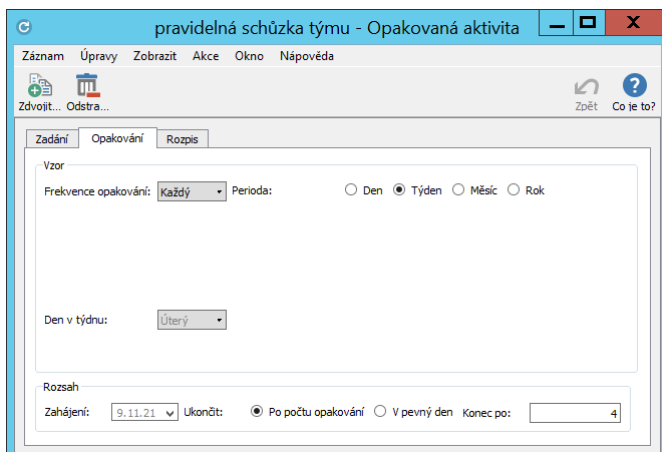 pravidelná schůzka týmu - Opakovaná aktivita
Záznam Úpravy Zobrazit Akce Okno Nápověda
Zdvojit... Odstra... Zpět Co je to?
Zadání Opakování Rozpis
Vzor
Frekvence opakování: Každý Perioda: Den Týden Měsíc Rok
Den v týdnu: Úterý
Rozsah
Zahájení: 9.11.21 Ukončit: Po počtu opakování V pevný den Konec po: 4